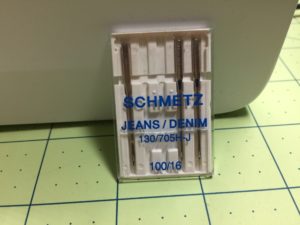 SCHMETZ
JEANS/DENIM
130/705H-J
100/16